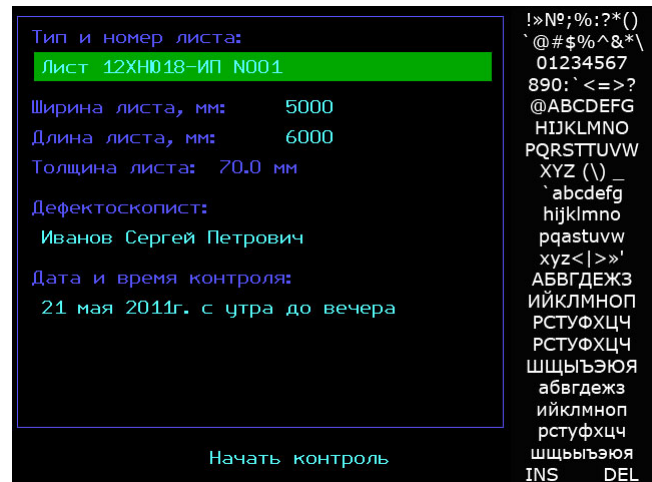 Тип и номер листа:
Лист 12ХНЮ18-ИП N001
Ширина листа, мм: 5000
Длина листа, мм: 6000
Толщина листа: 70.0 мм
Дефектоскопист:
Иванов Сергей Петрович
Дата и время контроля:
21 мая 2011г. с утра до вечера
Начать контроль
!»№;%:?*()
`@#$%^&*\
01234567
890:`<=>?
@ABCDEFG
HIJKLMNO
PQRSTTUVW
XYZ (\) _
`abcdefg
hijklmno
pqastuvw
xyz<|>»'
АБВГДЕЖЗ
ИЙКЛМНОП
РСТУФХЦЧ
РСТУФХЦЧ
ШЩЫЪЭЮЯ
абвгдежз
ийклмноп
рстуфхцч
шщьыъэюя
INS DEL